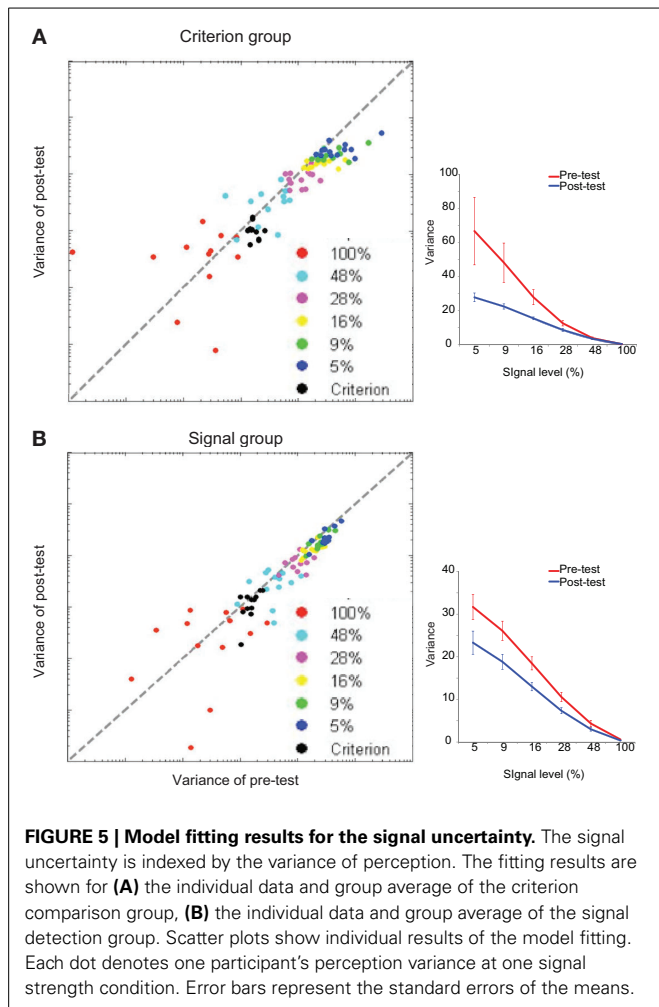 A
Criterion group
Variance of post-test
100%
48%
28%
16%
9%
5%
Criterion
100
80
60
40
20
0
Variance
Pre-test
Post-test
5 9 16 28 48 100
SIgnal level (%)
B
Signal group
Variance of post-test
100%
48%
28%
16%
9%
5%
Criterion
Variance of pre-test
40
30
20
10
0
Variance
Pre-test
Post-test
5 9 16 28 48 100
SIgnal level (%)
FIGURE 5 | Model fitting results for the signal uncertainty. The signal
uncertainty is indexed by the variance of perception. The fitting results are
shown for (A) the individual data and group average of the criterion
comparison group, (B) the individual data and group average of the signal
detection group. Scatter plots show individual results of the model fitting.
Each dot denotes one participant's perception variance at one signal
strength condition. Error bars represent the standard errors of the means.